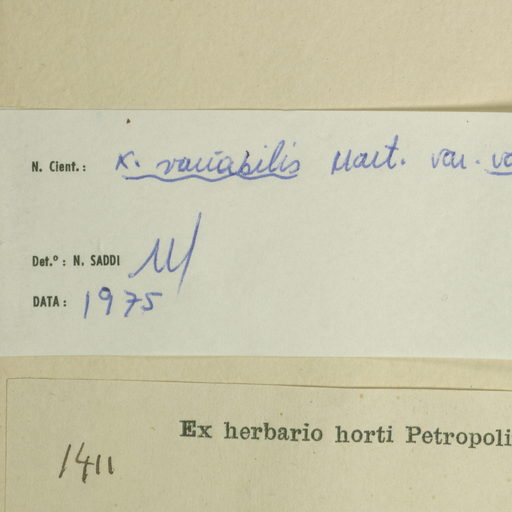 N. Cient.: K. variabilis Mart. var. va
Det.º: N. SADDI
DATA: 1975
Ex herbario horti Petropoli
1411